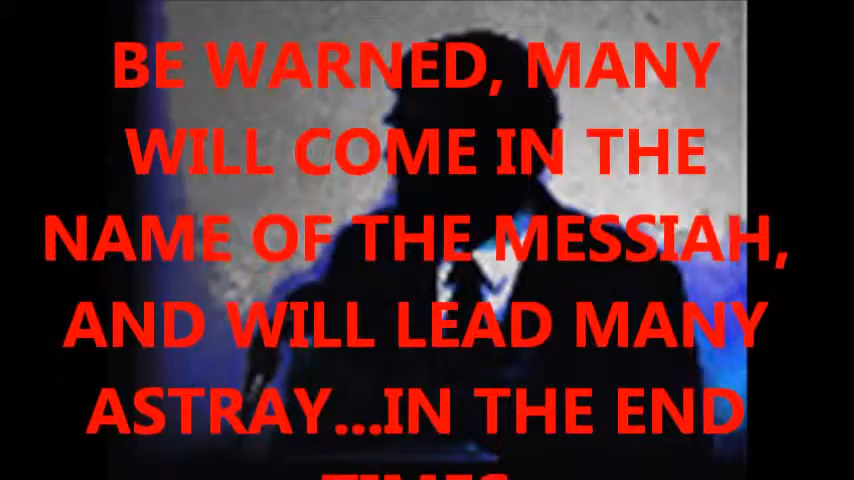 BE WARNED, MANY
WILL COME IN THE
NAME OF THE MESSIAH,
AND WILL LEAD MANY
ASTRAY...IN THE END